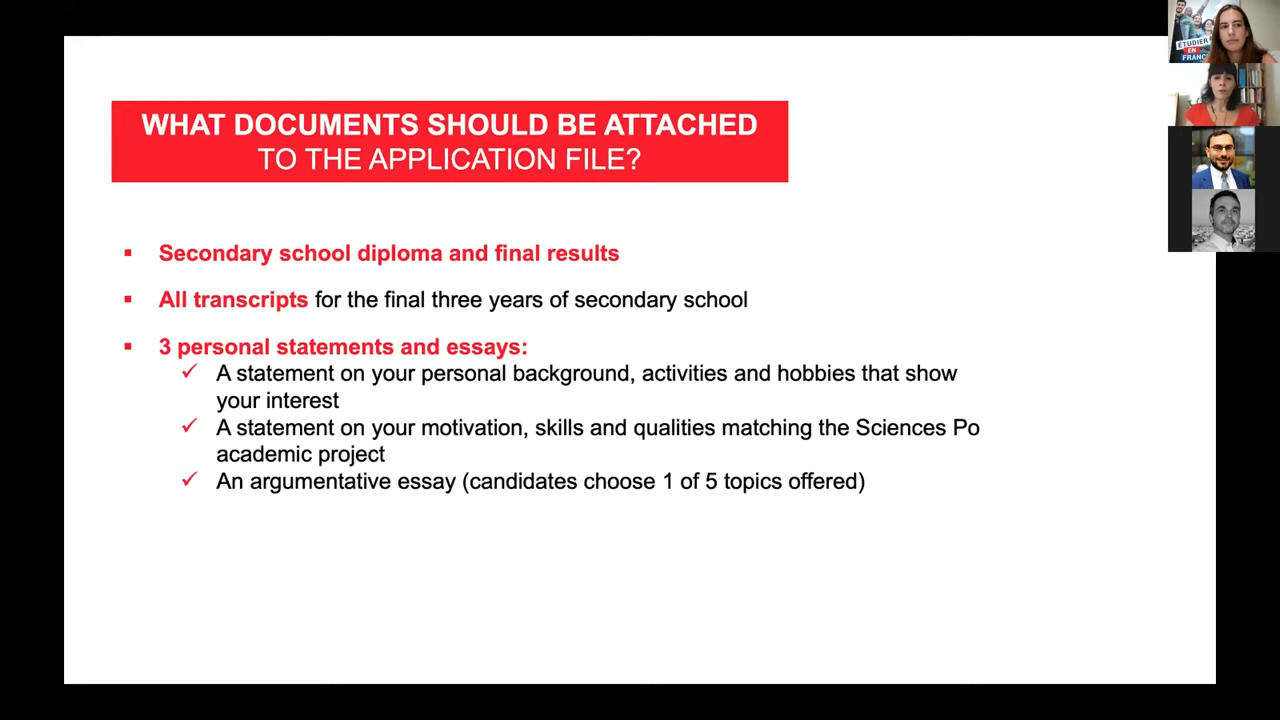 WHAT DOCUMENTS SHOULD BE ATTACHED
TO THE APPLICATION FILE?
Secondary school diploma and final results
All transcripts for the final three years of secondary school
3 personal statements and essays:
A statement on your personal background, activities and hobbies that show
your interest
A statement on your motivation, skills and qualities matching the Sciences Po
academic project
An argumentative essay (candidates choose 1 of 5 topics offered)
ÉTUDIER
EN
FRANCE